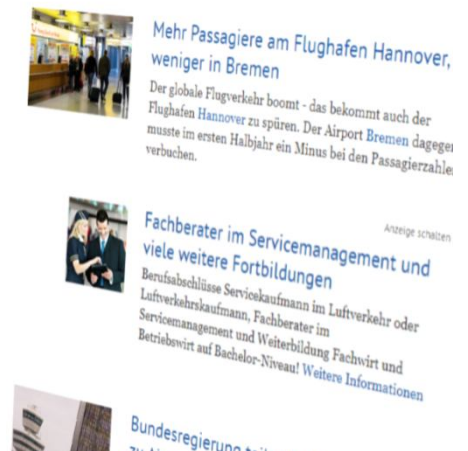 Mehr Passagiere am Flughafen Hannover,
weniger in Bremen
Der globale Flugverkehr boomt - das bekommt auch der
Flughafen Hannover zu spüren. Der Airport Bremen dagegen
musste im ersten Halbjahr ein Minus bei den Passagierzahlen
verbuchen.
Anzeige schalten
Fachberater im Servicemanagement und
viele weitere Fortbildungen
Berufsabschlüsse Servicekaufmann im Luftverkehr oder
Luftverkehrskaufmann, Fachberater im
Servicemanagement und Weiterbildung Fachwirt und
Betriebswirt auf Bachelor-Niveau! Weitere Informationen
Bundesregierung